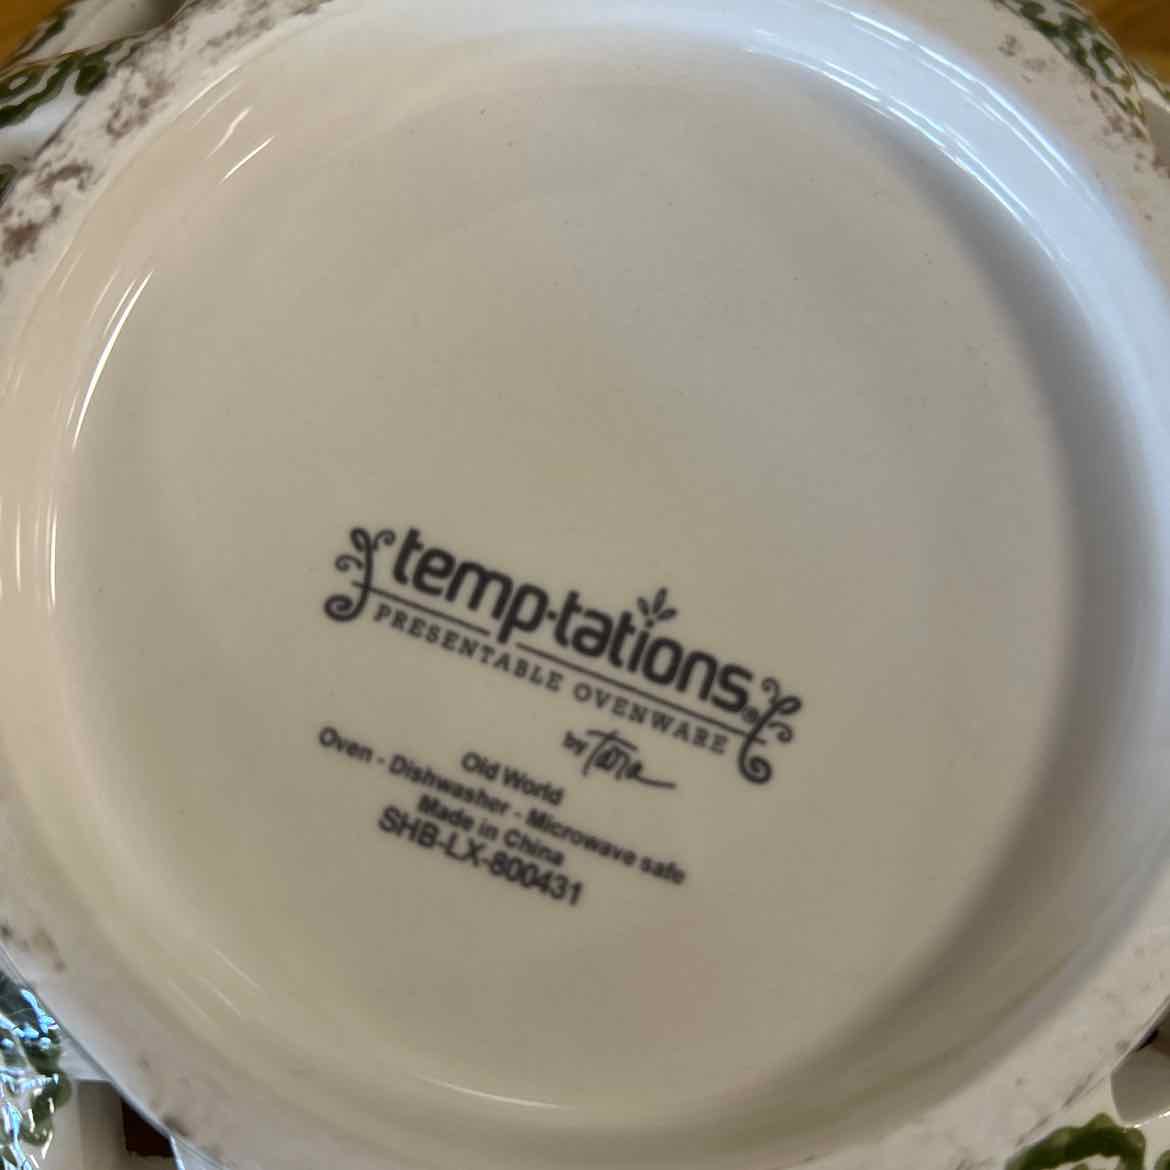 temp·tations®
PRESENTABLE OVENWARE
by Tara
Old World
Oven - Dishwasher - Microwave safe
Made in China
SHB-LX-800431